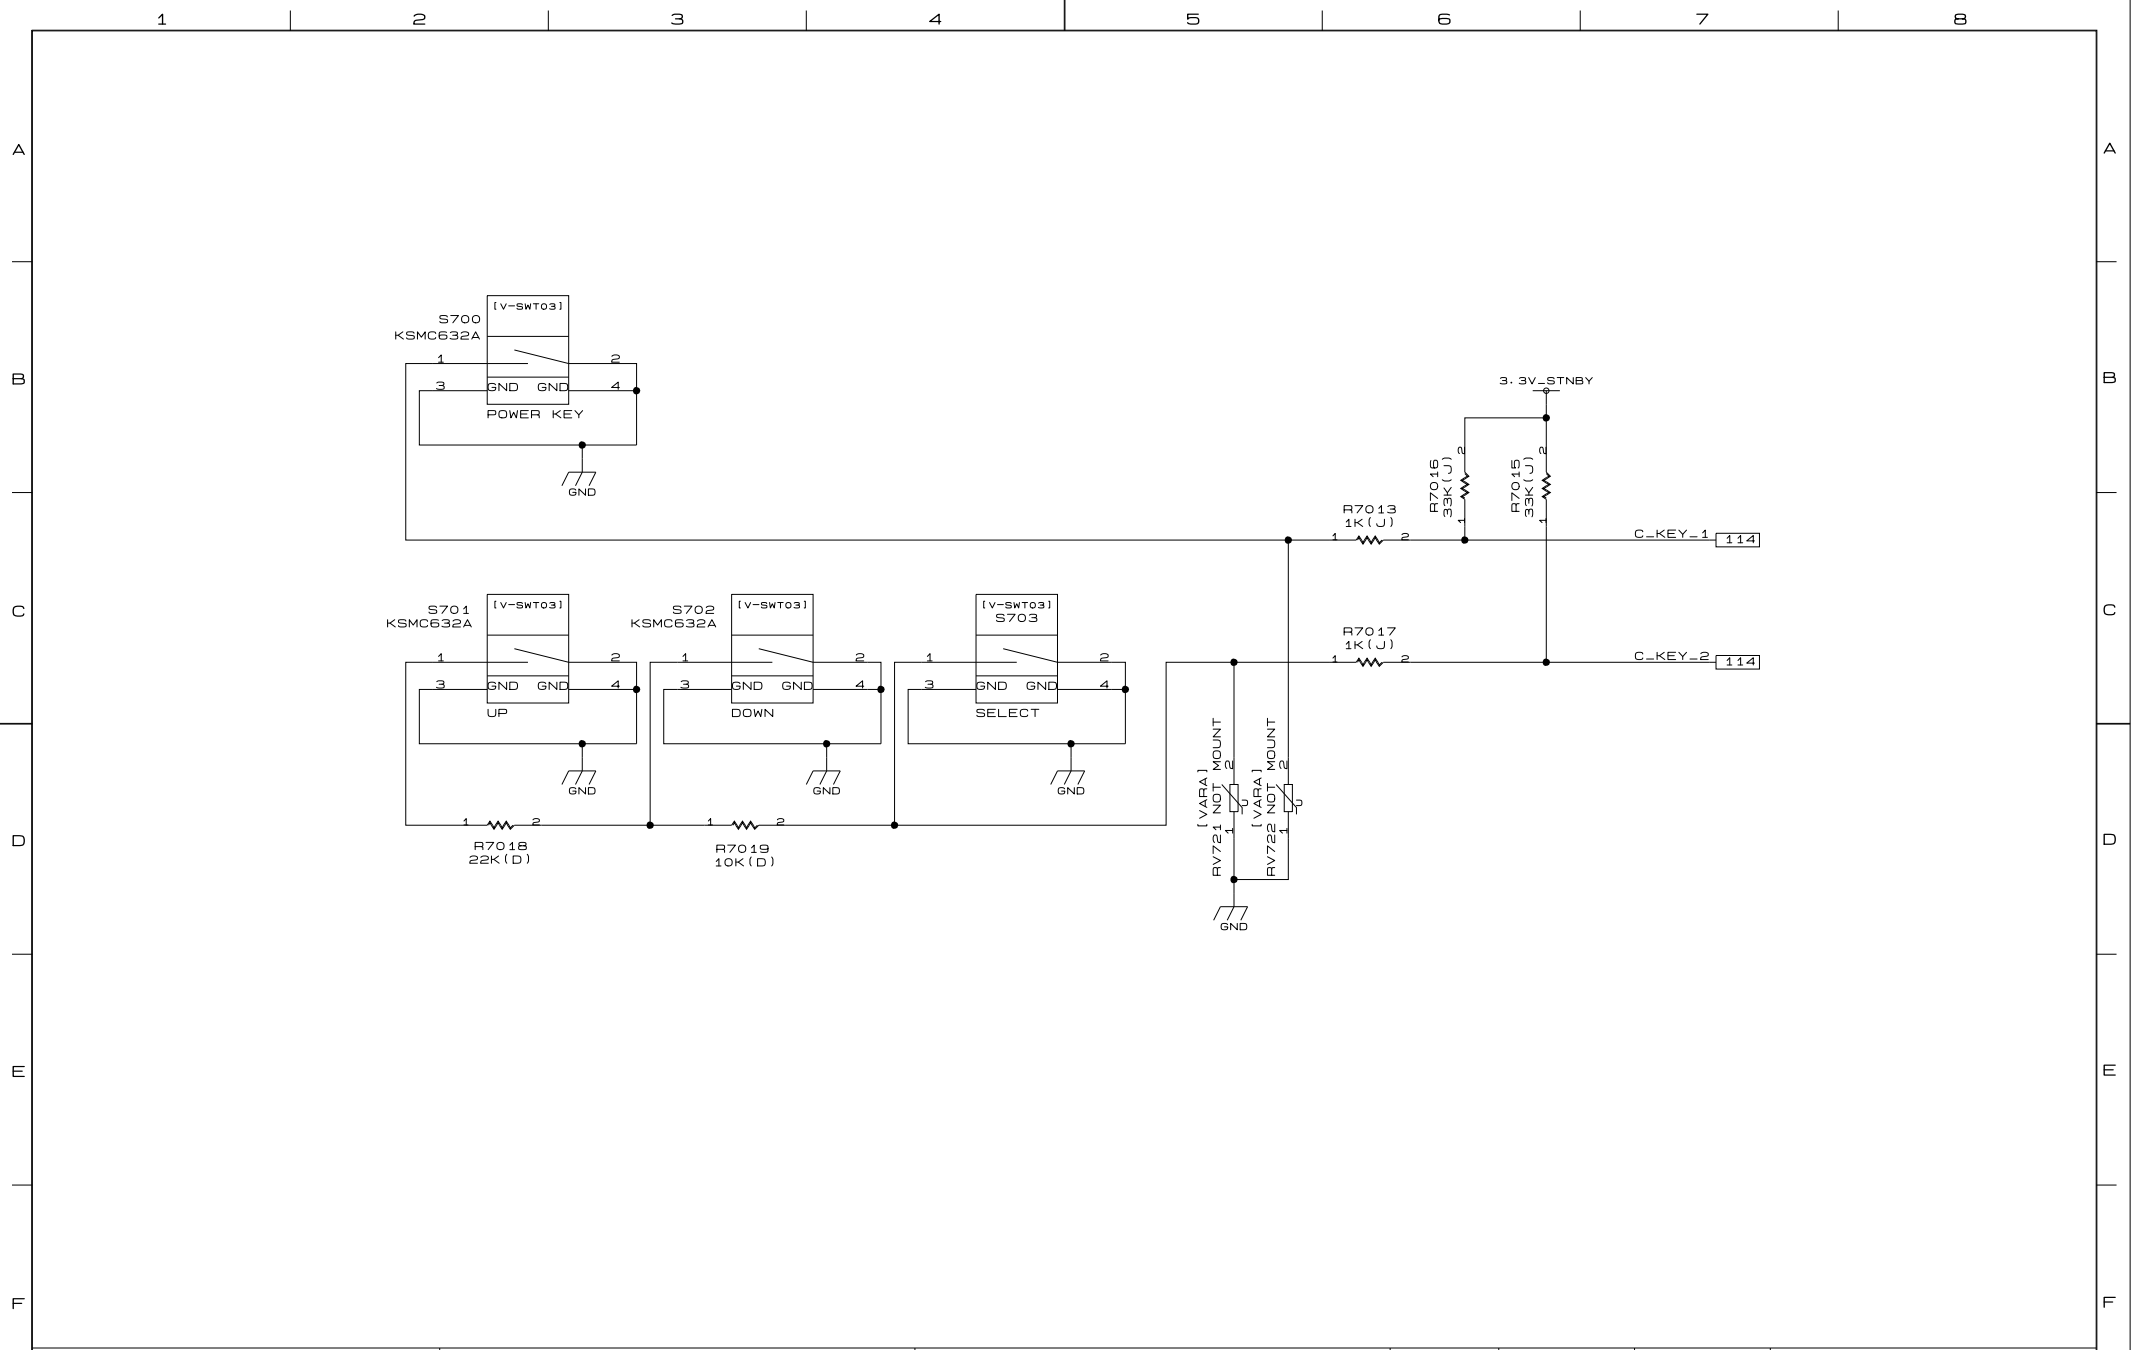 1 2 3 4 5 6 7 8
A A
[V-SWT03]
S700
KSMC632A
1 2
3 GND GND 4
POWER KEY
GND
B B
3.3V_STNBY
2 2
R7016
33K(J)
R7015
33K(J)
1 1
R7013
1K(J)
1 2
C_KEY_1 114
C C
[V-SWT03] [V-SWT03] [V-SWT03]
S701 S702 S703
KSMC632A KSMC632A
1 2 1 2 1 2
3 GND GND 4 3 GND GND 4 3 GND GND 4
UP DOWN SELECT
GND GND GND
R7017
1K(J)
1 2
C_KEY_2 114
[VARA]
RV721 NOT MOUNT
2
1
[VARA]
RV722 NOT MOUNT
2
1
GND
D D
1 2 1 2
R7018 R7019
22K(D) 10K(D)
E E
F F